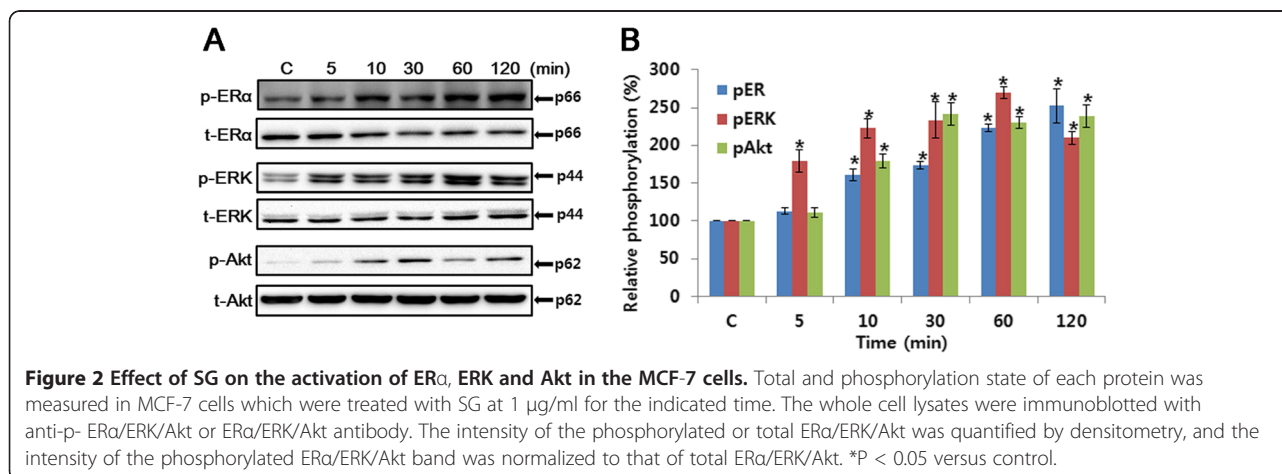 A
C 5 10 30 60 120 (min)
p-ERα p66
t-ERα p66
p-ERK p44
t-ERK p44
p-Akt p62
t-Akt p62
B
Relative phosphorylation (%)
300
250
200
150
100
50
0
pER
pERK
pAkt
*
* * *
* * *
* * *
* * *
C 5 10 30 60 120
Time (min)
Figure 2 Effect of SG on the activation of ERα, ERK and Akt in the MCF-7 cells. Total and phosphorylation state of each protein was
measured in MCF-7 cells which were treated with SG at 1 μg/ml for the indicated time. The whole cell lysates were immunoblotted with
anti-p- ERα/ERK/Akt or ERα/ERK/Akt antibody. The intensity of the phosphorylated or total ERα/ERK/Akt was quantified by densitometry, and the
intensity of the phosphorylated ERα/ERK/Akt band was normalized to that of total ERα/ERK/Akt. *P < 0.05 versus control.